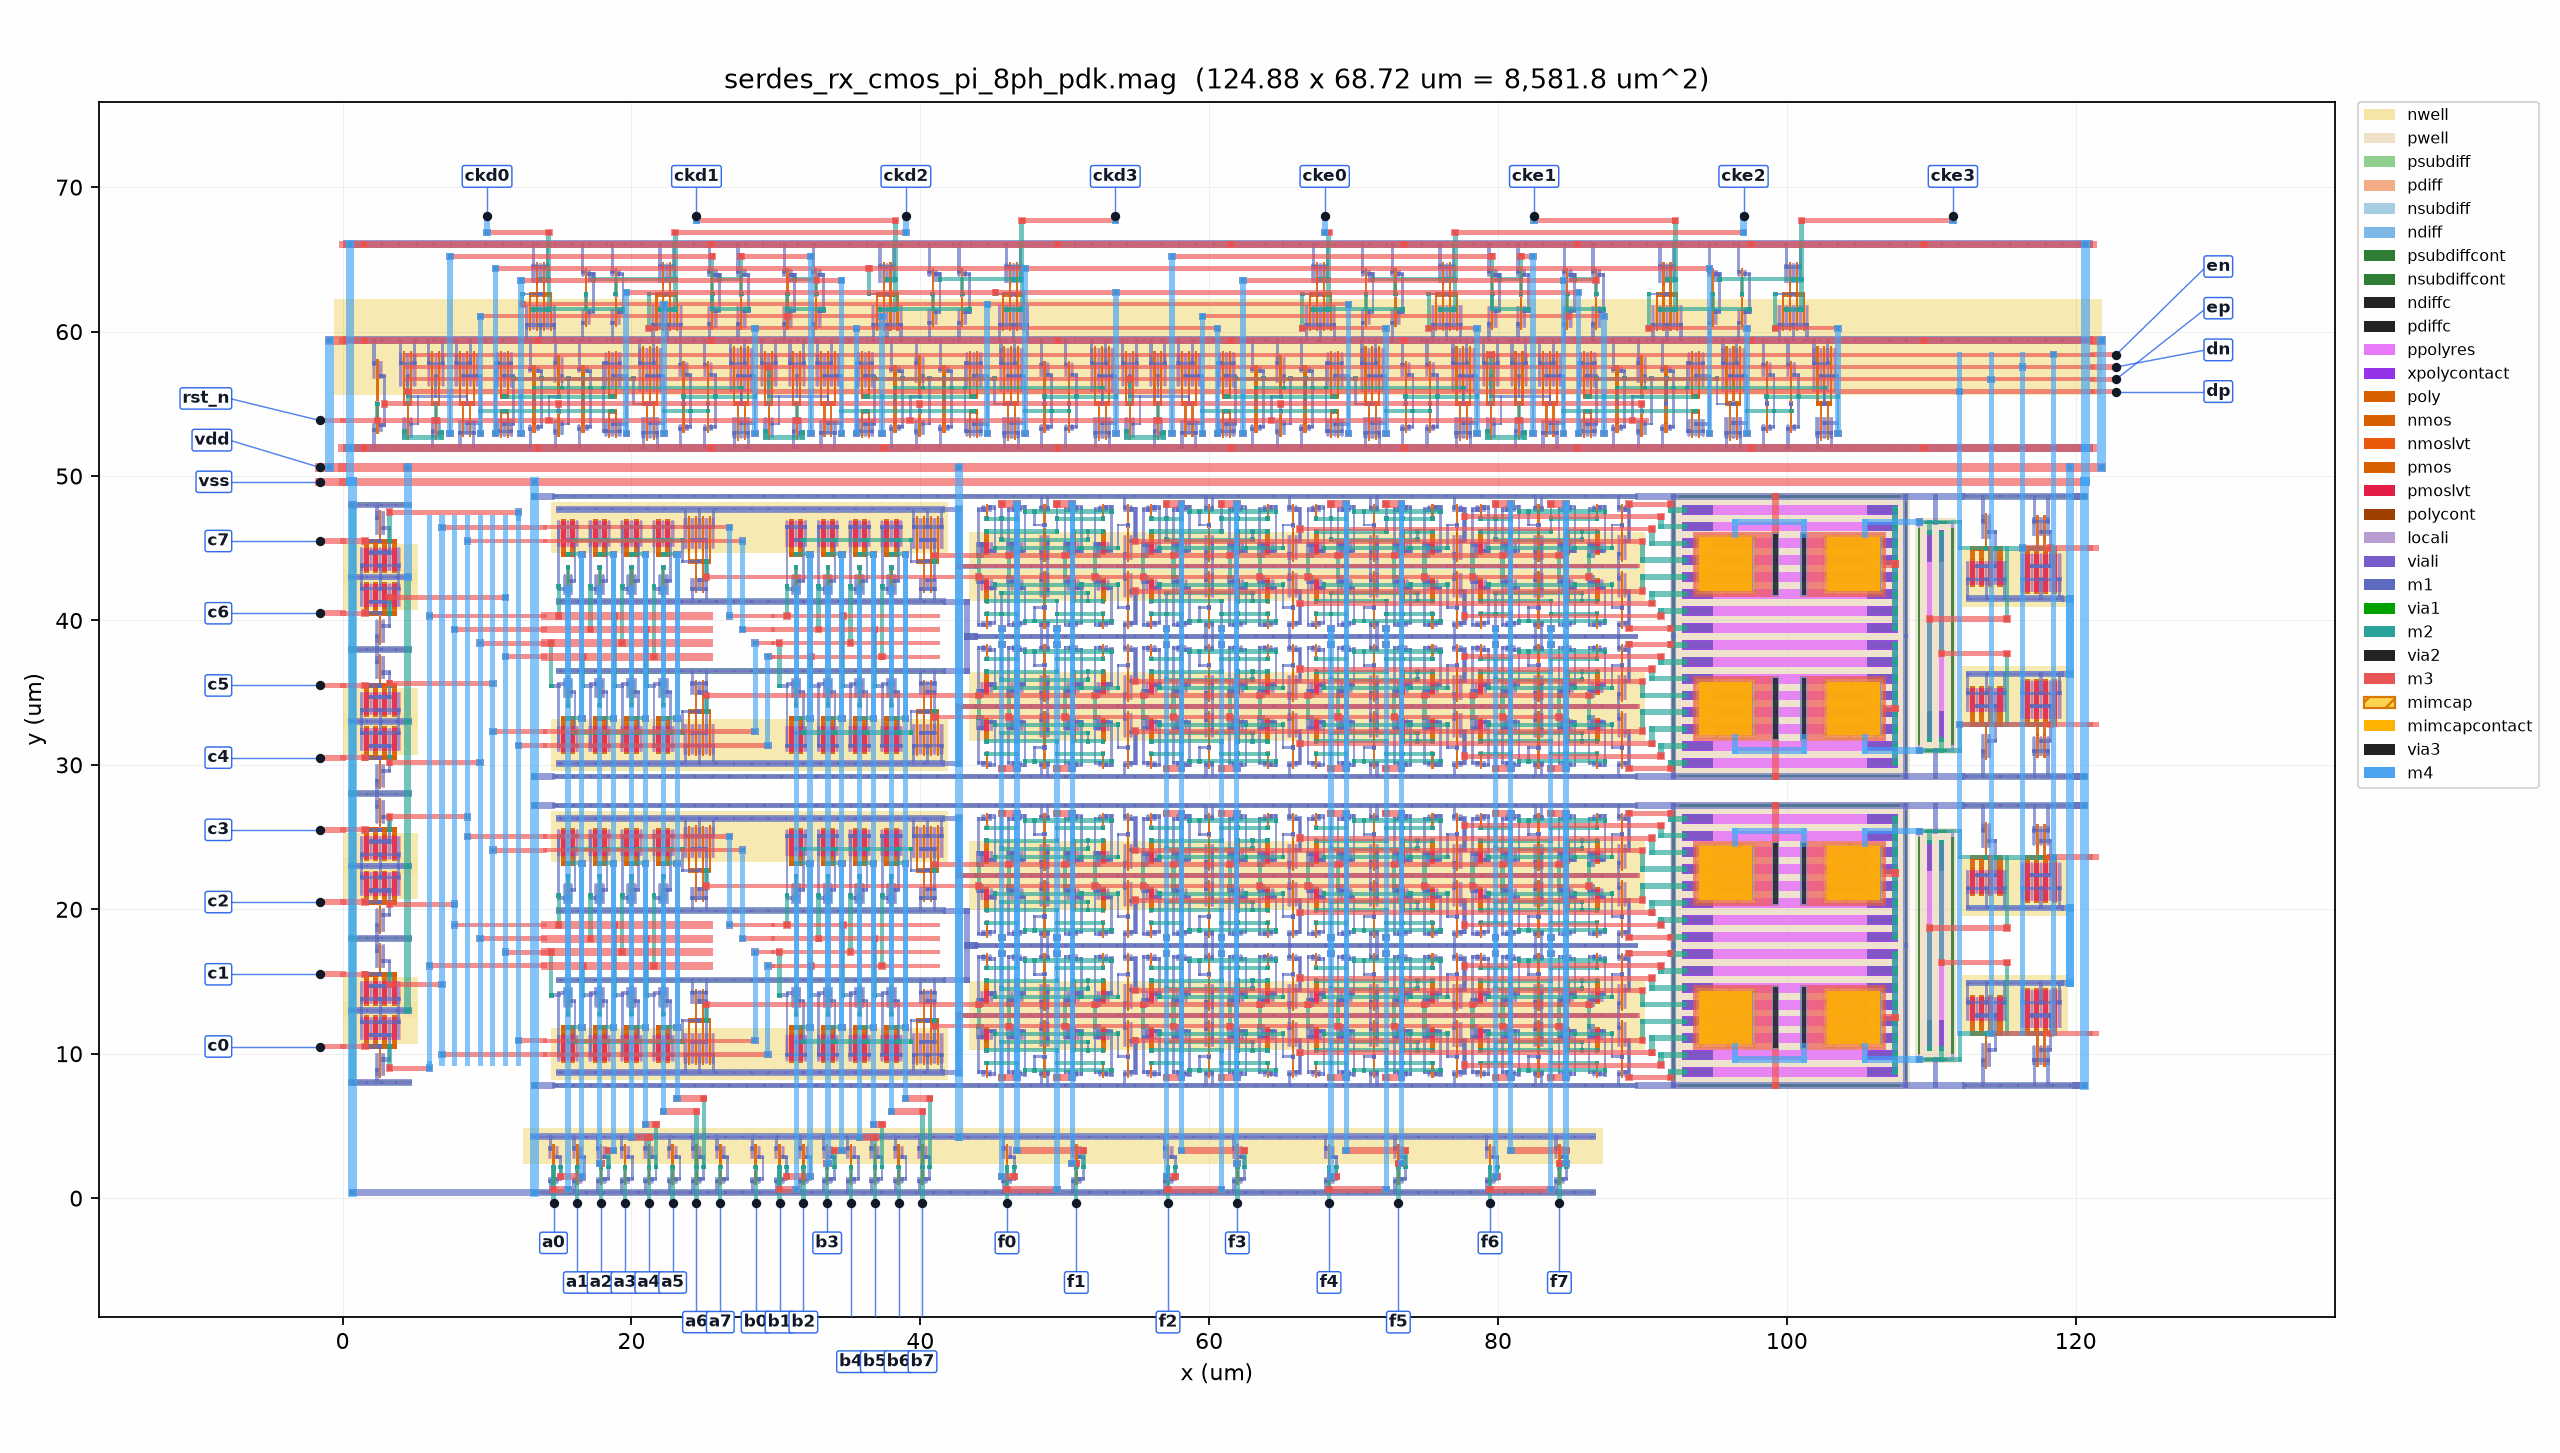 serdes_rx_cmos_pi_8ph_pdk.mag (124.88 x 68.72 um = 8,581.8 um^2)
ckd0 ckd1 ckd2 ckd3 cke0 cke1 cke2 cke3
70
60
50
40
30
20
10
0
y (um)
rst_n
vdd
vss
c7
c6
c5
c4
c3
c2
c1
c0
en
ep
dn
dp
a0 b3 f0 f3 f4 f6
a1 a2 a3 a4 a5 f1 f7
a6 a7 b0 b1 b2 f2 f5
0 20 40 60 80 100 120
b4 b5 b6 b7
x (um)
nwell
pwell
psubdiff
pdiff
nsubdiff
ndiff
psubdiffcont
nsubdiffcont
ndiffc
pdiffc
ppolyres
xpolycontact
poly
nmos
nmoslvt
pmos
pmoslvt
polycont
locali
viali
m1
via1
m2
via2
m3
mimcap
mimcapcontact
via3
m4